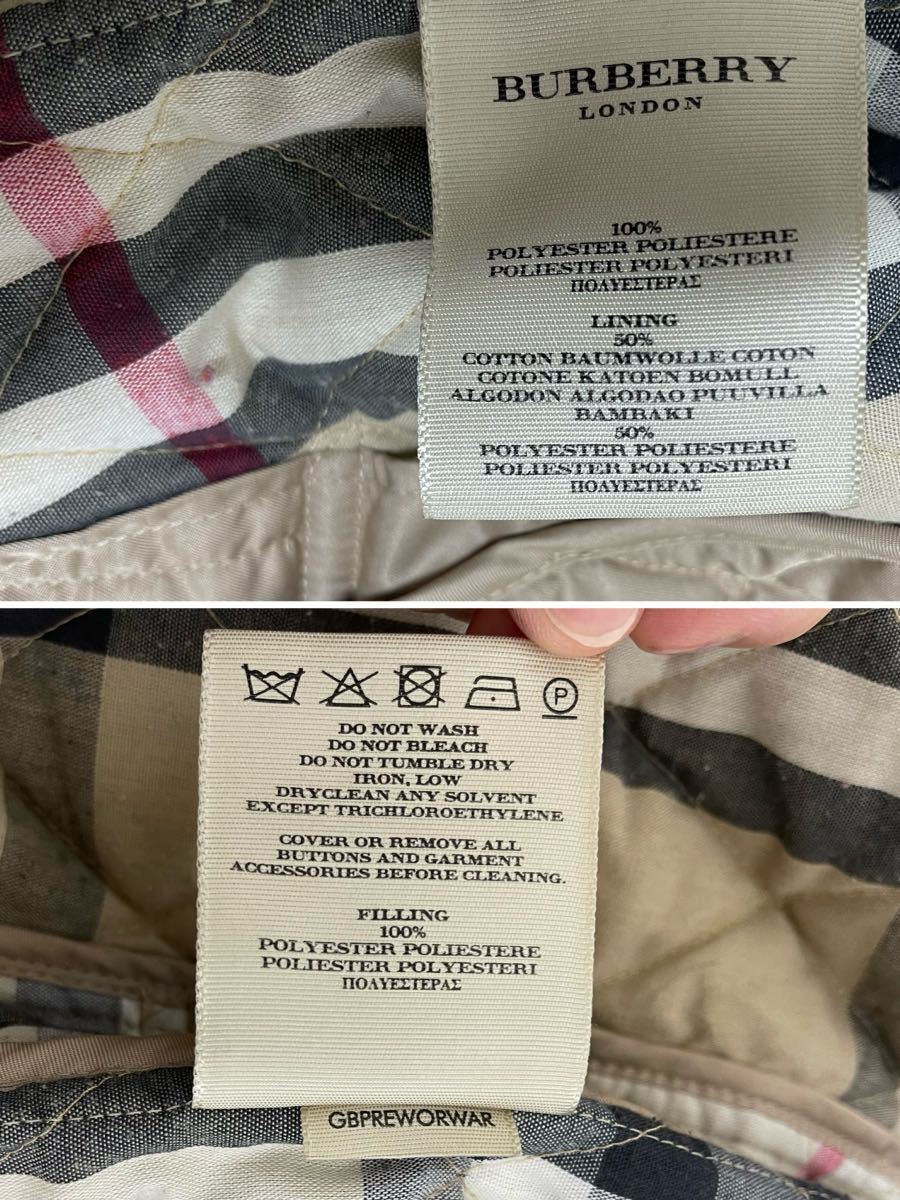 BURBERRY
LONDON
100%
POLYESTER POLIESTERE
POLIESTER POLYESTERI
ΠΟΛΥΕΣΤΕΡΑΣ
LINING
50%
COTTON BAUMWOLLE COTON
COTONE KATOEN BOMULL
ALGODON ALGODAO PUUVILLA
BAMBAKI
50%
POLYESTER POLIESTERE
POLIESTER POLYESTERI
ΠΟΛΥΕΣΤΕΡΑΣ
P
DO NOT WASH
DO NOT BLEACH
DO NOT TUMBLE DRY
IRON, LOW
DRYCLEAN ANY SOLVENT
EXCEPT TRICHLOROETHYLENE
COVER OR REMOVE ALL
BUTTONS AND GARMENT
ACCESSORIES BEFORE CLEANING.
FILLING
100%
POLYESTER POLIESTERE
POLIESTER POLYESTERI
ΠΟΛΥΕΣΤΕΡΑΣ
GBPREWORWAR